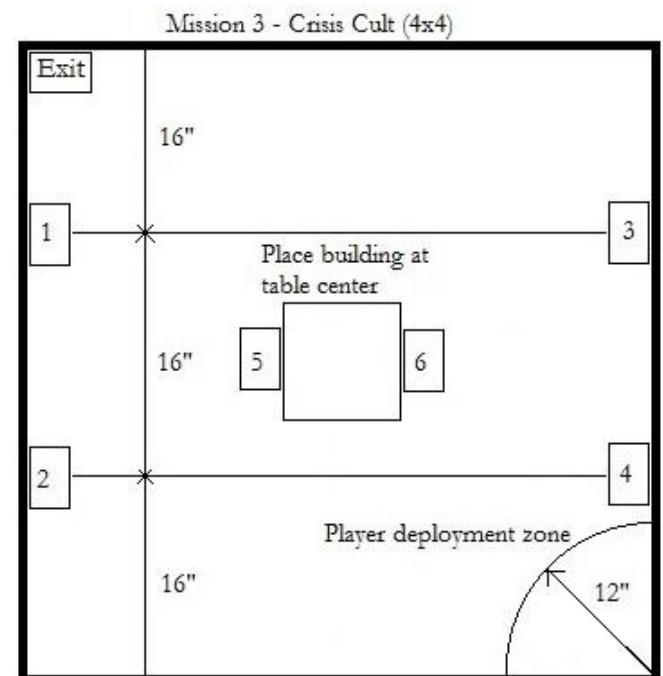 Mission 3 - Crisis Cult (4x4)
Exit
16"
1
3
Place building at
table center
16"
5
6
2
4
Player deployment zone
16"
12"